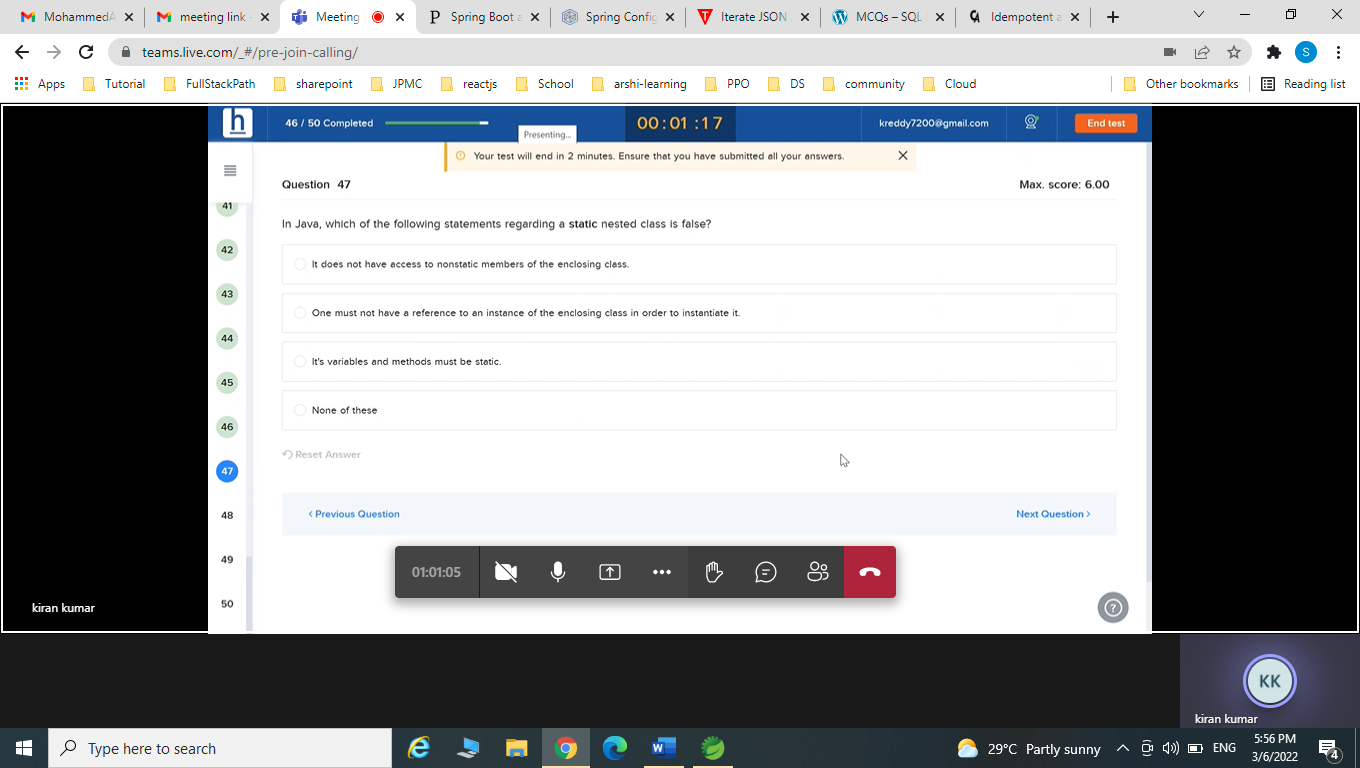 MohammedA
meeting link -
Meeting
Spring Boot a
Spring Config
Iterate JSON
MCQs – SQL
Idempotent a
teams.live.com/_#/pre-join-calling/
S
Apps
Tutorial
FullStackPath
sharepoint
JPMC
reactjs
School
arshi-learning
PPO
DS
community
Cloud
Other bookmarks
Reading list
h
46 / 50 Completed
Presenting...
00:01:17
kreddy7200@gmail.com
End test
Your test will end in 2 minutes. Ensure that you have submitted all your answers.
Question 47
Max. score: 6.00
In Java, which of the following statements regarding a static nested class is false?
It does not have access to nonstatic members of the enclosing class.
One must not have a reference to an instance of the enclosing class in order to instantiate it.
It's variables and methods must be static.
None of these
Reset Answer
Previous Question
Next Question
41
42
43
44
45
46
47
48
49
50
01:01:05
?
kiran kumar
KK
kiran kumar
Type here to search
29°C Partly sunny
ENG
5:56 PM
3/6/2022
4